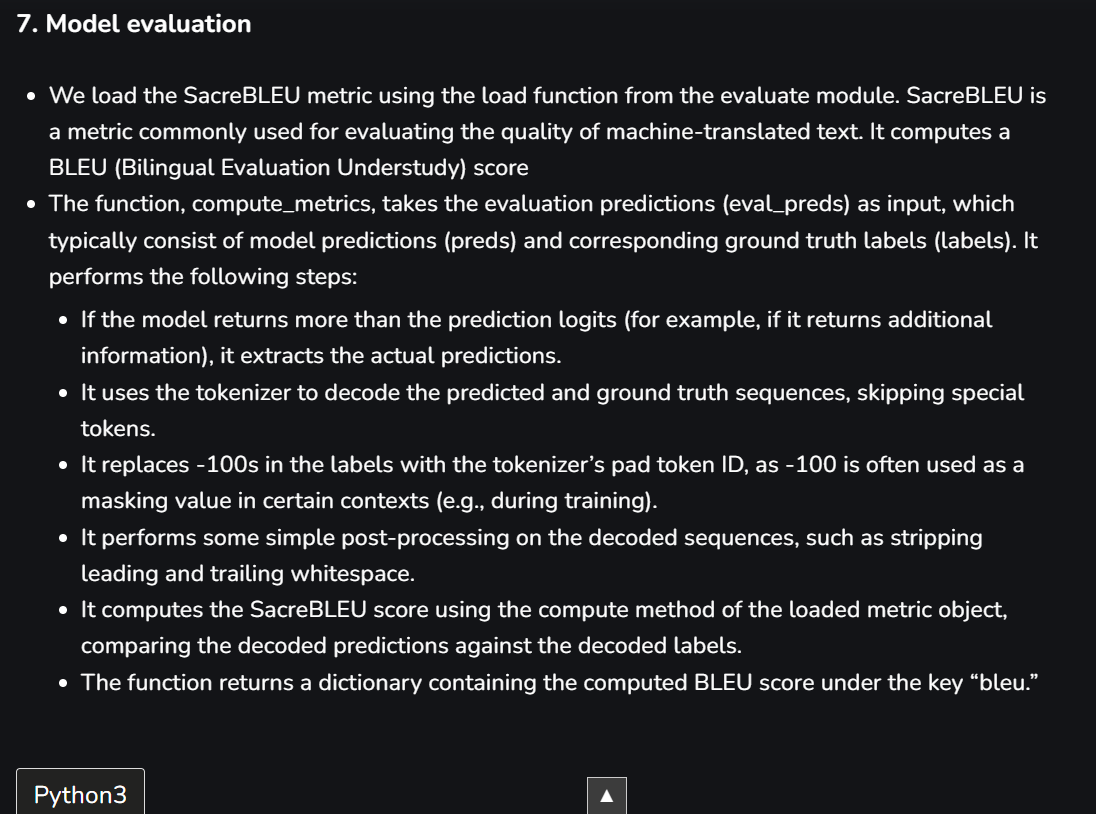 7. Model evaluation
• We load the SacreBLEU metric using the load function from the evaluate module. SacreBLEU is
a metric commonly used for evaluating the quality of machine-translated text. It computes a
BLEU (Bilingual Evaluation Understudy) score
• The function, compute_metrics, takes the evaluation predictions (eval_preds) as input, which
typically consist of model predictions (preds) and corresponding ground truth labels (labels). It
performs the following steps:
• If the model returns more than the prediction logits (for example, if it returns additional
information), it extracts the actual predictions.
• It uses the tokenizer to decode the predicted and ground truth sequences, skipping special
tokens.
• It replaces -100s in the labels with the tokenizer’s pad token ID, as -100 is often used as a
masking value in certain contexts (e.g., during training).
• It performs some simple post-processing on the decoded sequences, such as stripping
leading and trailing whitespace.
• It computes the SacreBLEU score using the compute method of the loaded metric object,
comparing the decoded predictions against the decoded labels.
• The function returns a dictionary containing the computed BLEU score under the key “bleu.”
Python3
▲